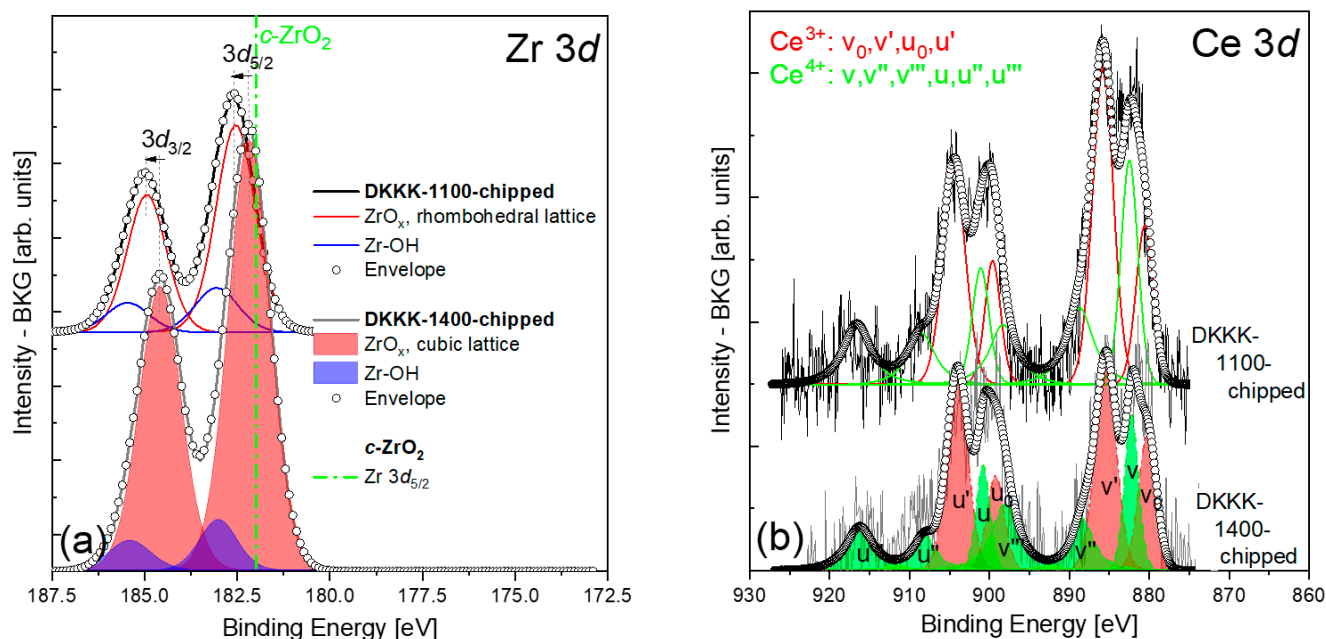 Zr 3d
c-ZrO₂
3d₅/₂
3d₃/₂
DKKK-1100-chipped
ZrOₓ, rhombohedral lattice
Zr-OH
Envelope
DKKK-1400-chipped
ZrOₓ, cubic lattice
Zr-OH
Envelope
c-ZrO₂
Zr 3d₅/₂
(a)
Intensity - BKG [arb. units]
187.5 185.0 182.5 180.0 177.5 175.0 172.5
Binding Energy [eV]
Ce 3d
Ce³⁺: v₀,v',u₀,u'
Ce⁴⁺: v,v'',v''',u,u'',u'''
DKKK-
1100-
chipped
DKKK-
1400-
chipped
u'
u
v'
v
v''
u''
v''
(b)
Intensity - BKG [arb. units]
930 920 910 900 890 880 870 860
Binding Energy [eV]